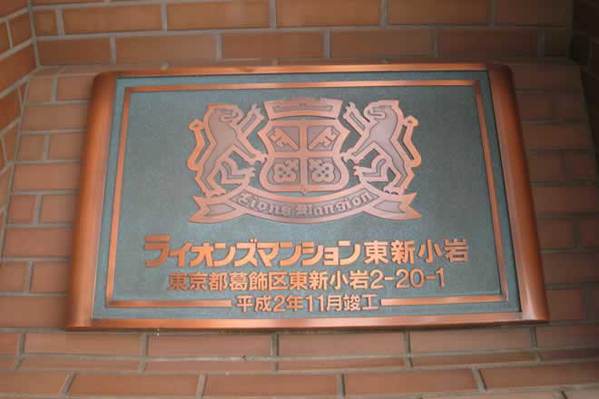 Lions Mansion
ライオンズマンション東新小岩
東京都葛飾区東新小岩2-20-1
平成2年11月竣工